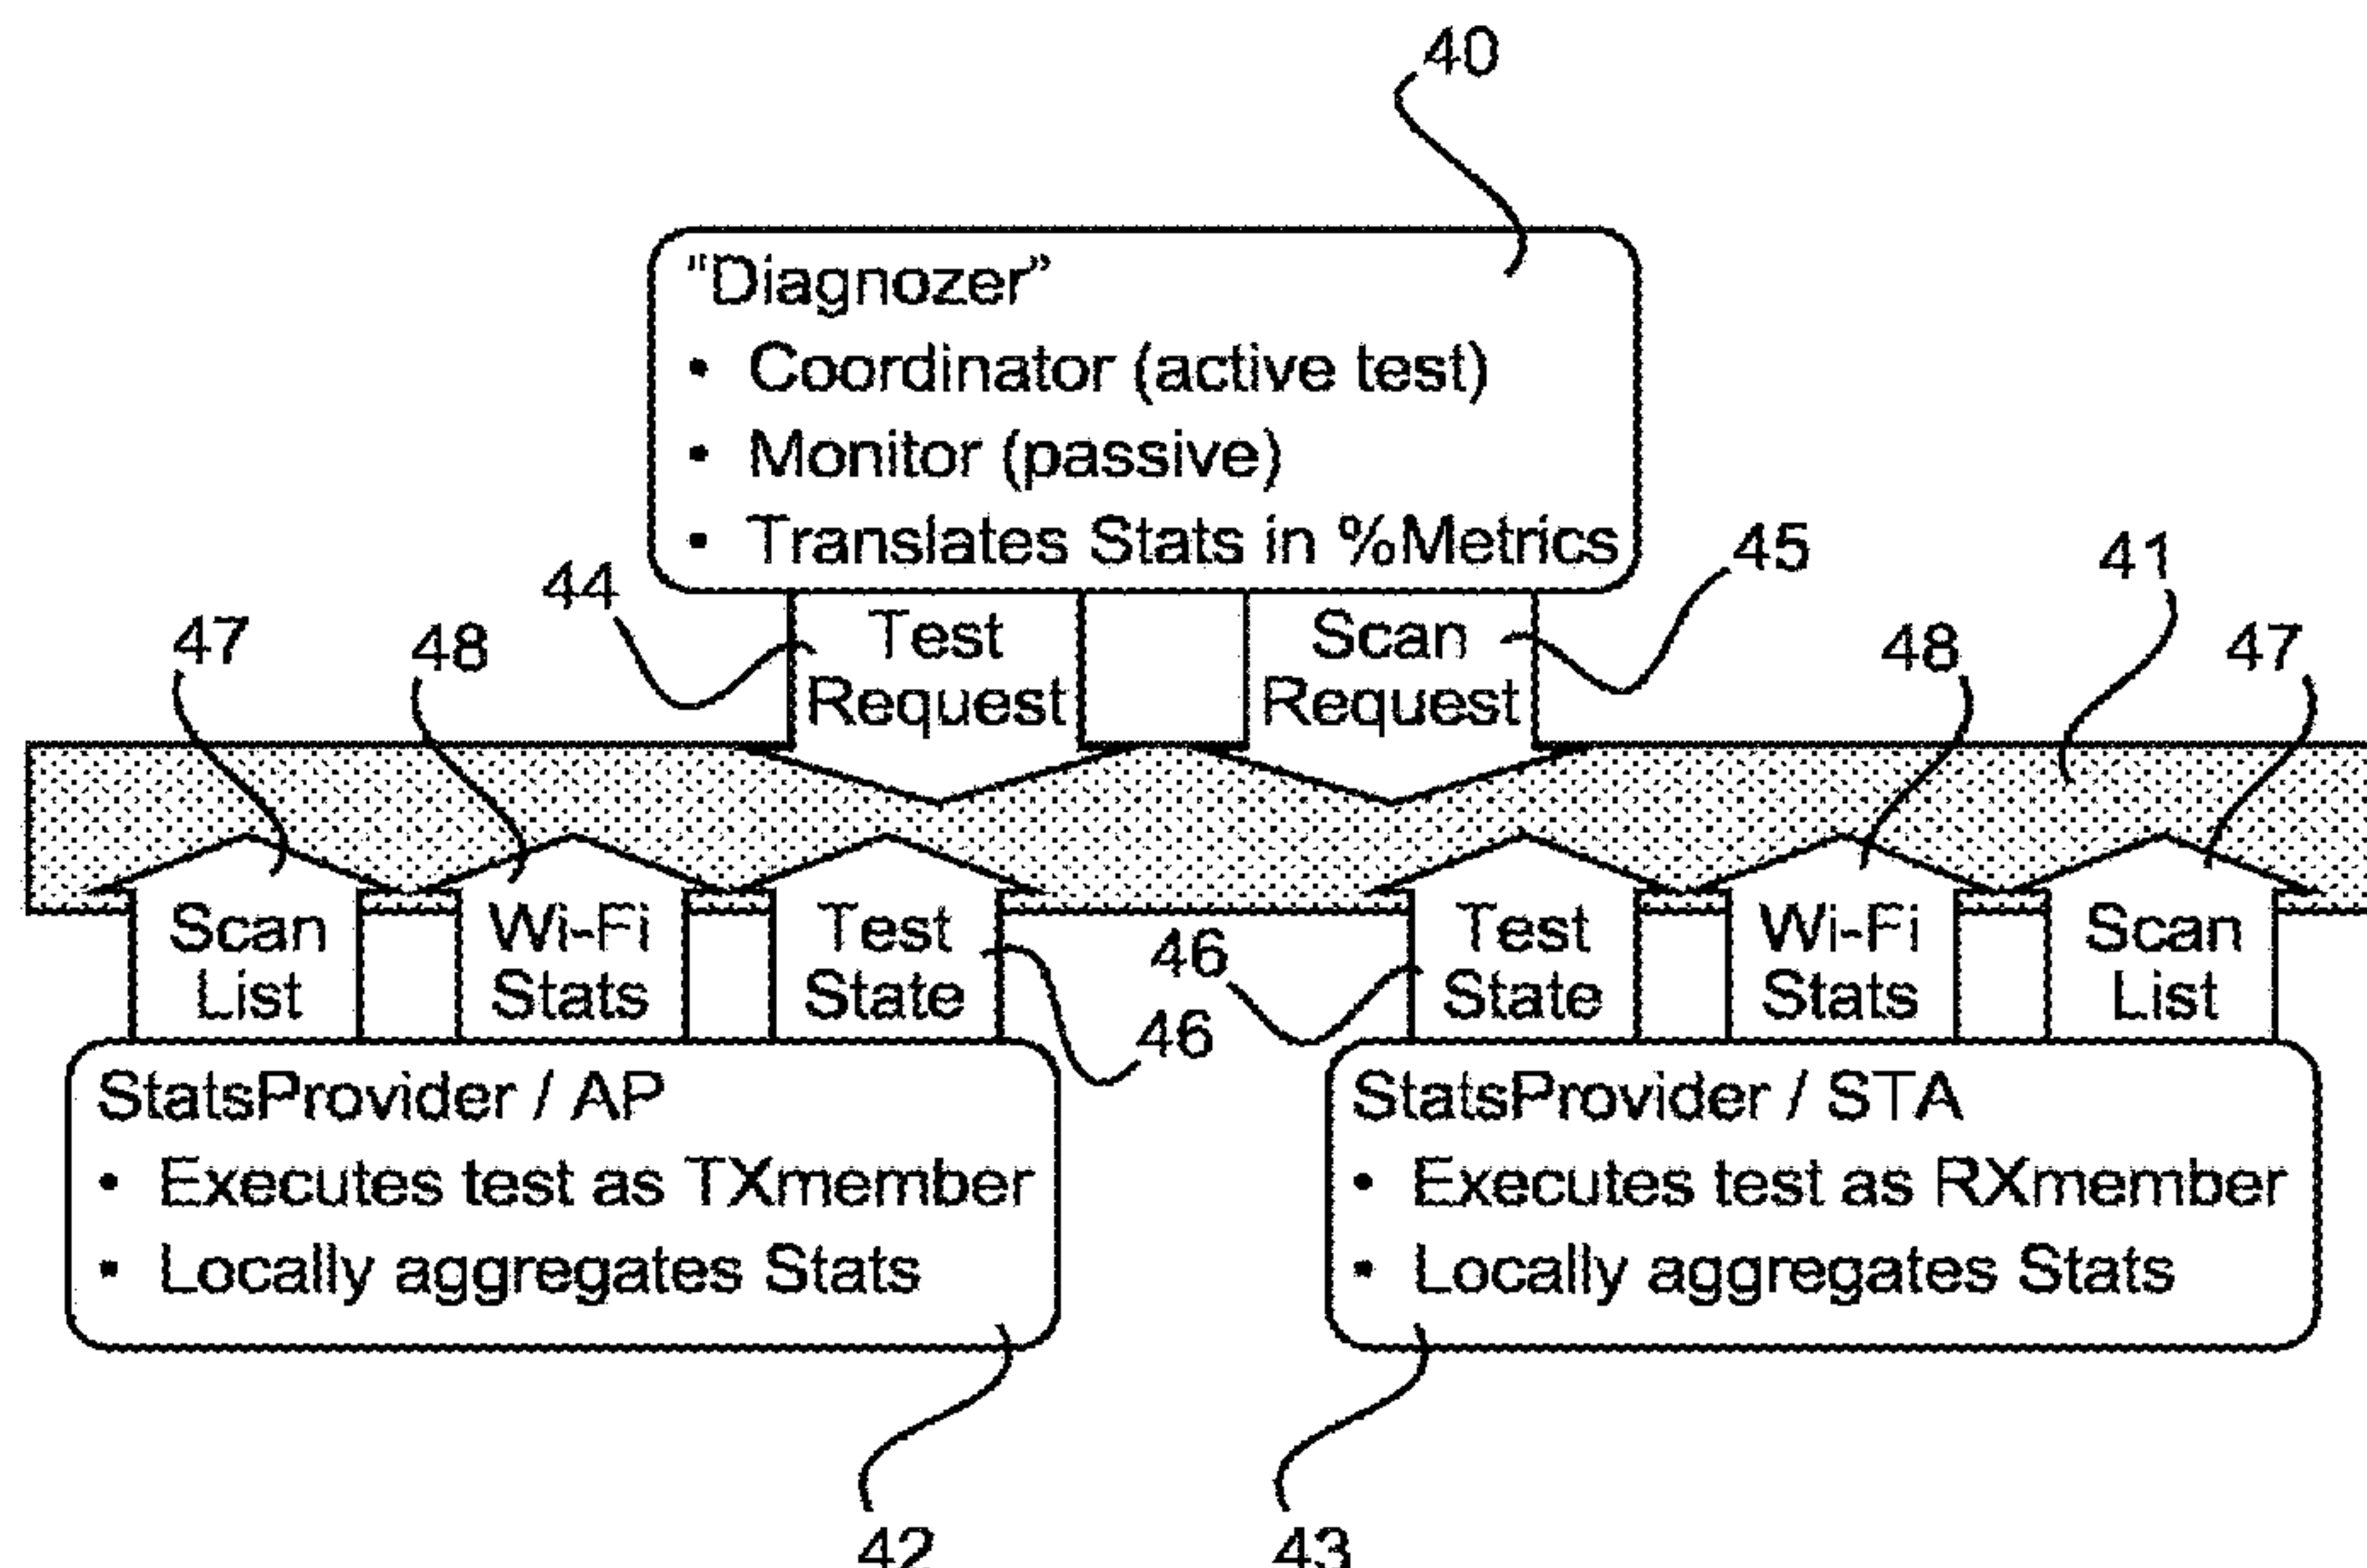 40
"Diagnozer”
• Coordinator (active test)
• Monitor (passive)
• Translates Stats in %Metrics
44
45
41
47
48
48
47
Test
Request
Scan
Request
Scan
List
Wi-Fi
Stats
Test
State
46
46
Test
State
Wi-Fi
Stats
Scan
List
StatsProvider / AP
• Executes test as TXmember
• Locally aggregates Stats
StatsProvider / STA
• Executes test as RXmember
• Locally aggregates Stats
42
43